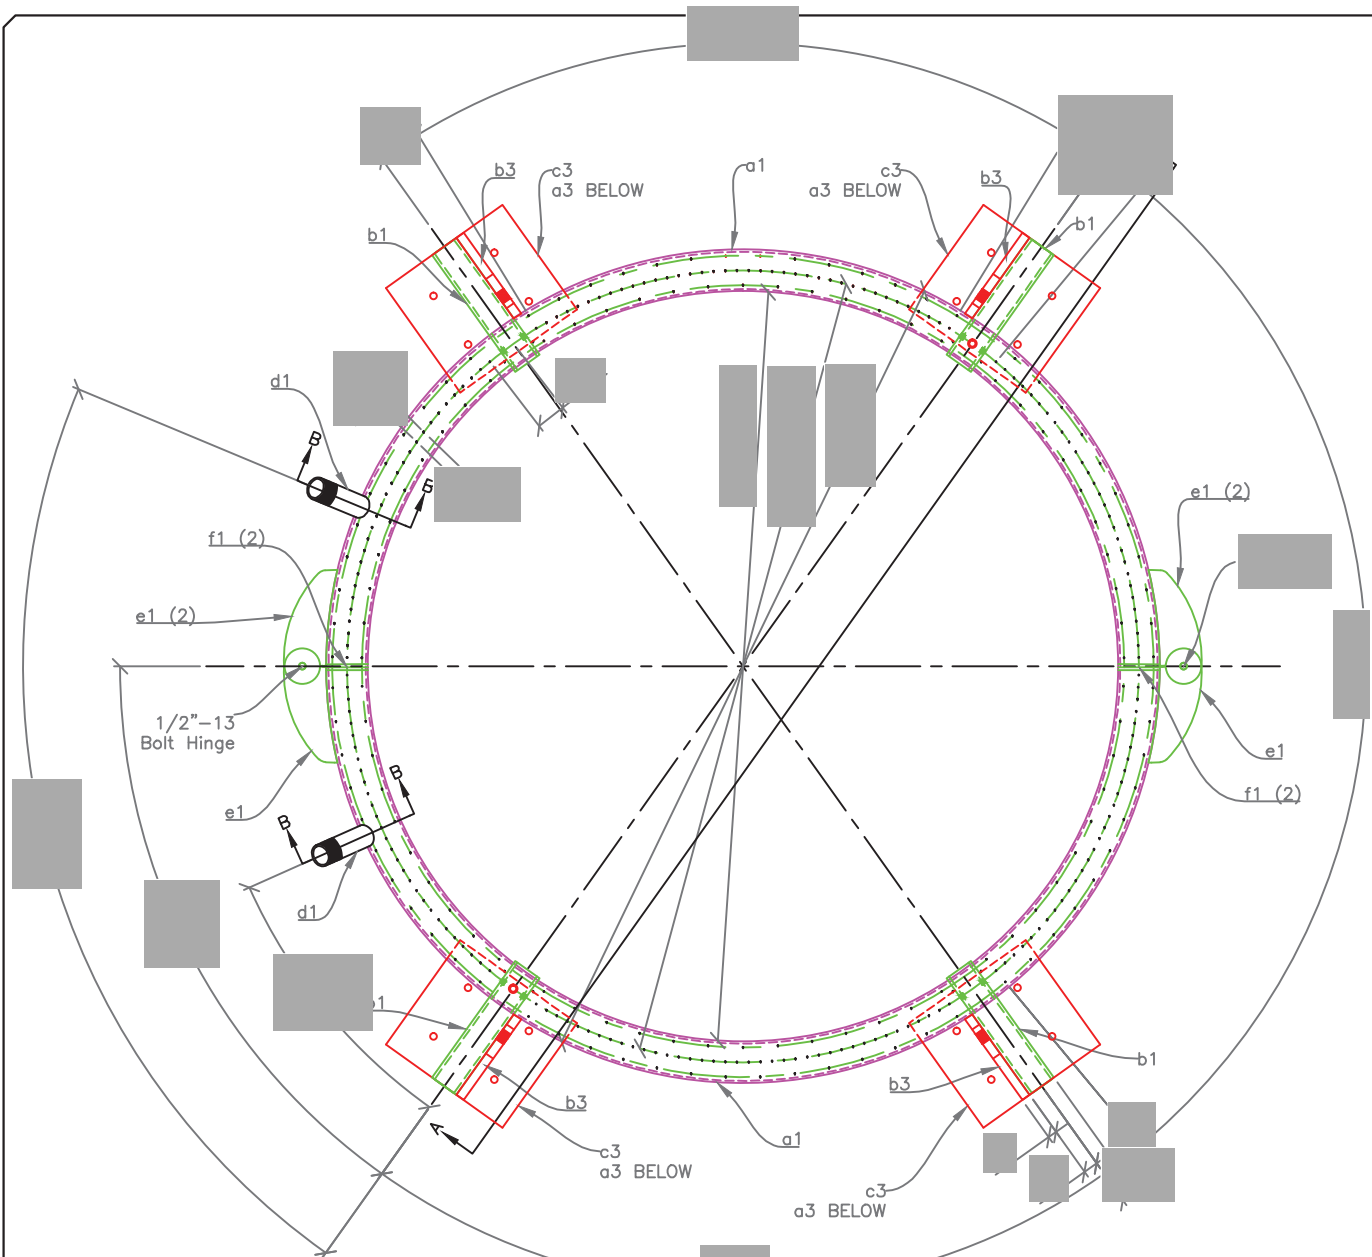 b3
c3
a3 BELOW
a1
c3
a3 BELOW
b3
b1
b1
d1
B
B
e1 (2)
f1 (2)
e1 (2)
1/2"-13
Bolt Hinge
e1
f1 (2)
e1
B
B
d1
b1
b1
b3
b3
A
a1
c3
a3 BELOW
c3
a3 BELOW